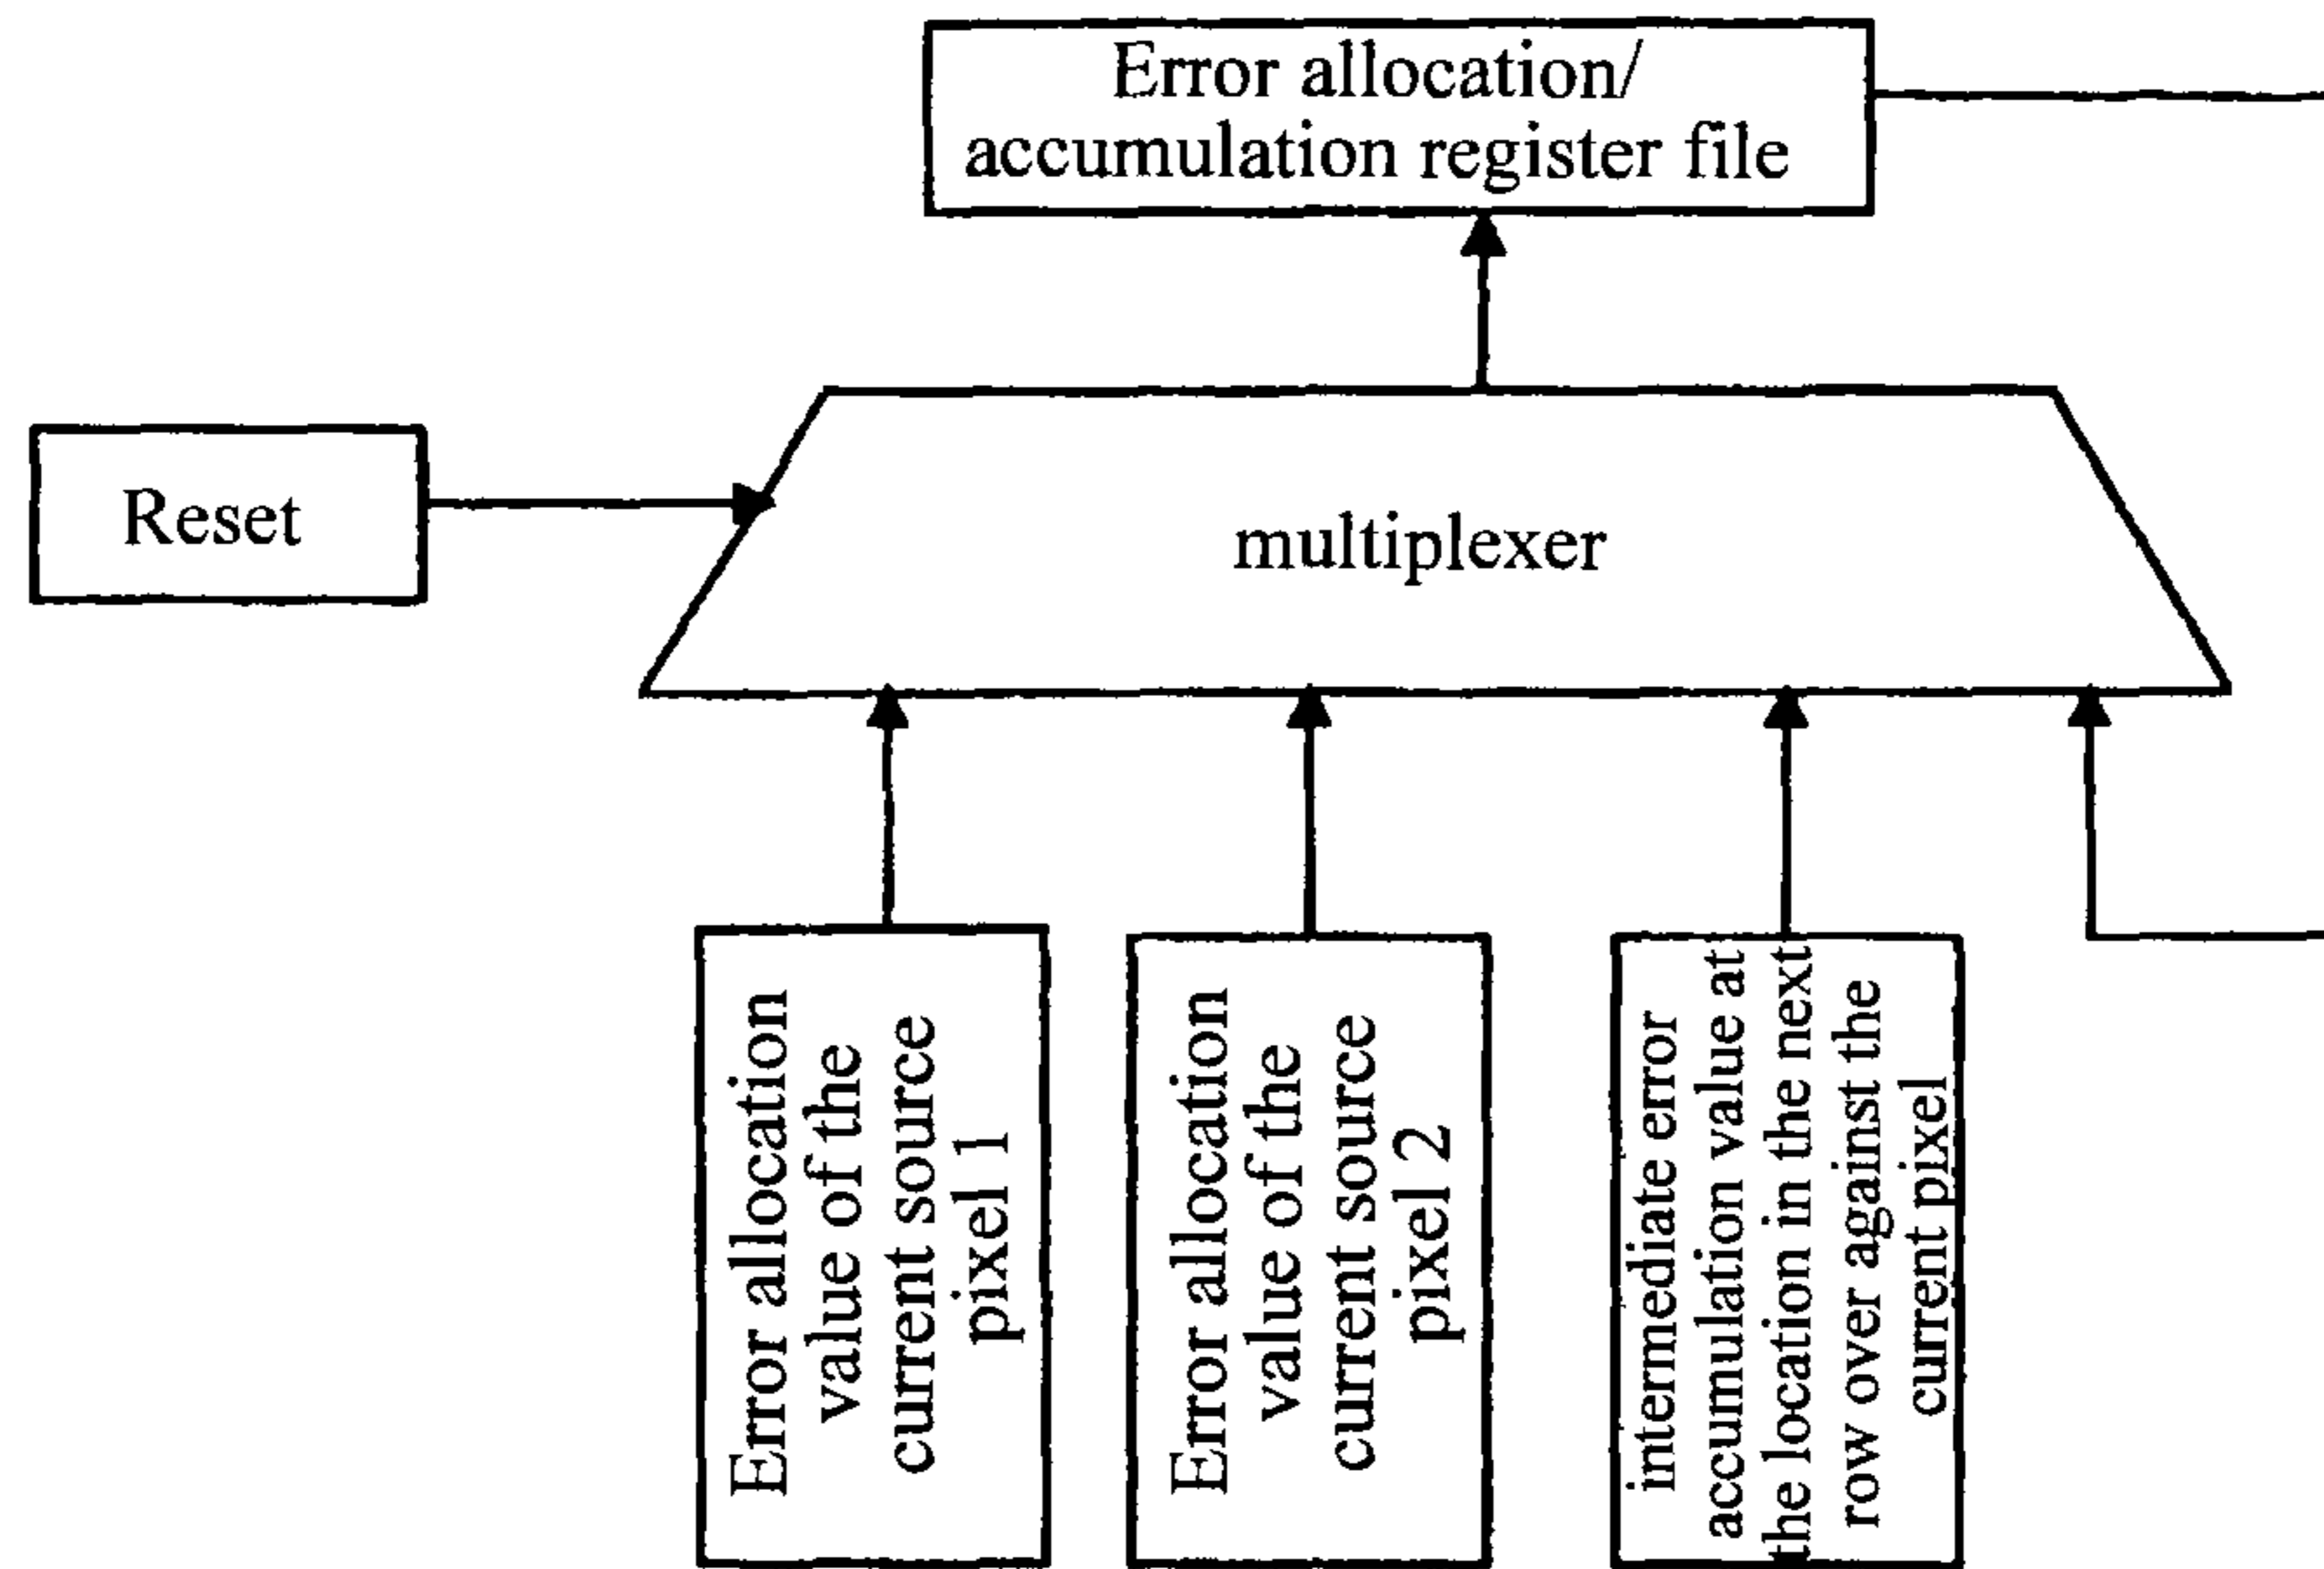 Error allocation/
accumulation register file
Reset
multiplexer
Error allocation
value of the
current source
pixel 1
Error allocation
value of the
current source
pixel 2
intermediate error
accumulation value at
the location in the next
row over against the
current pixel